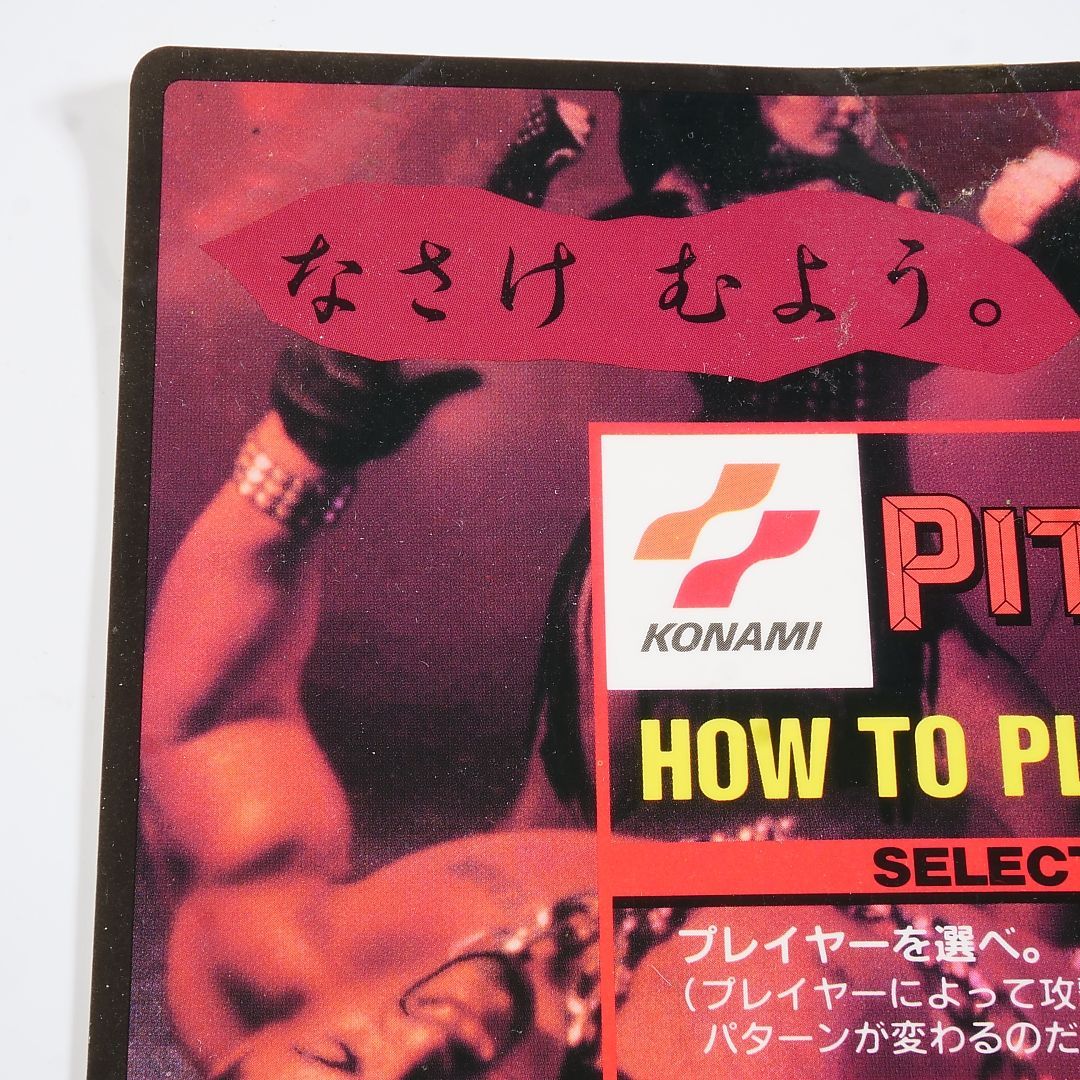 なさけ むよう。
KONAMI
PIT
HOW TO PL
SELECT
プレイヤーを選べ。
(プレイヤーによって攻撃
パターンが変わるのだ